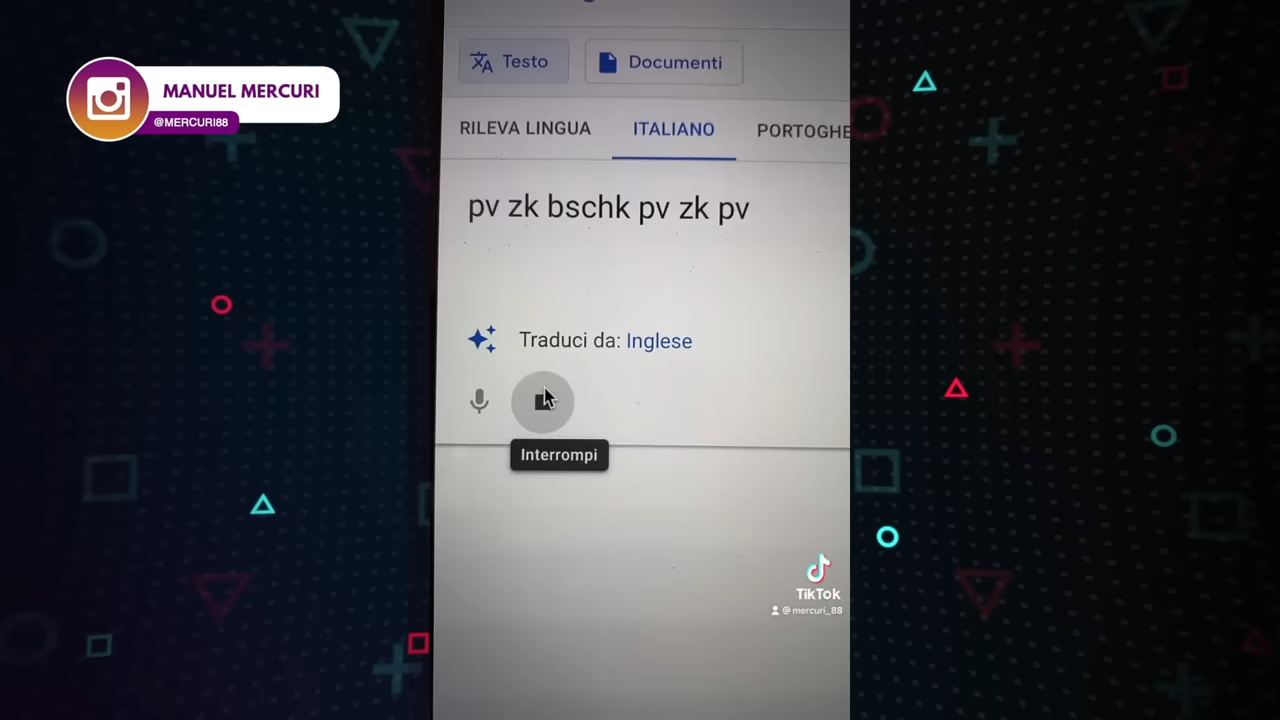 MANUEL MERCURI
@MERCURI88
Testo
Documenti
RILEVA LINGUA
ITALIANO
PORTOGHE
pv zk bschk pv zk pv
Traduci da: Inglese
Interrompi
TikTok
@mercuri_88